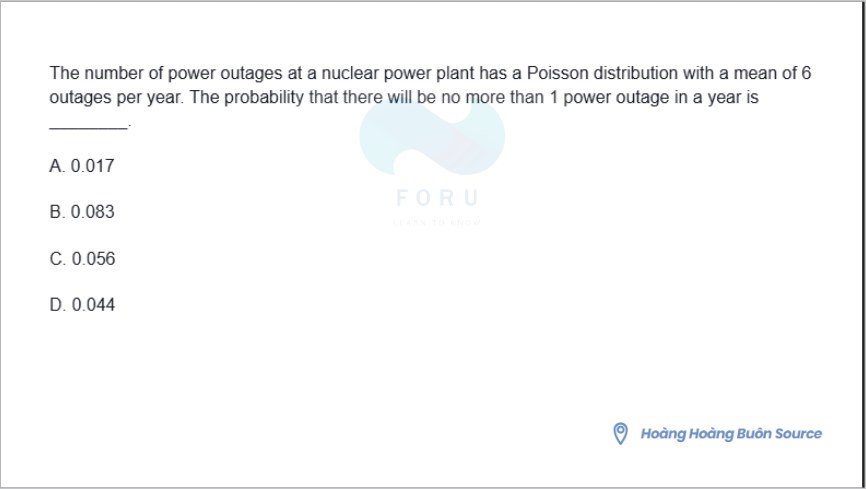 The number of power outages at a nuclear power plant has a Poisson distribution with a mean of 6
outages per year. The probability that there will be no more than 1 power outage in a year is
_________.
A. 0.017
FORU
B. 0.083
C. 0.056
D. 0.044
Hoàng Hoàng Buôn Source